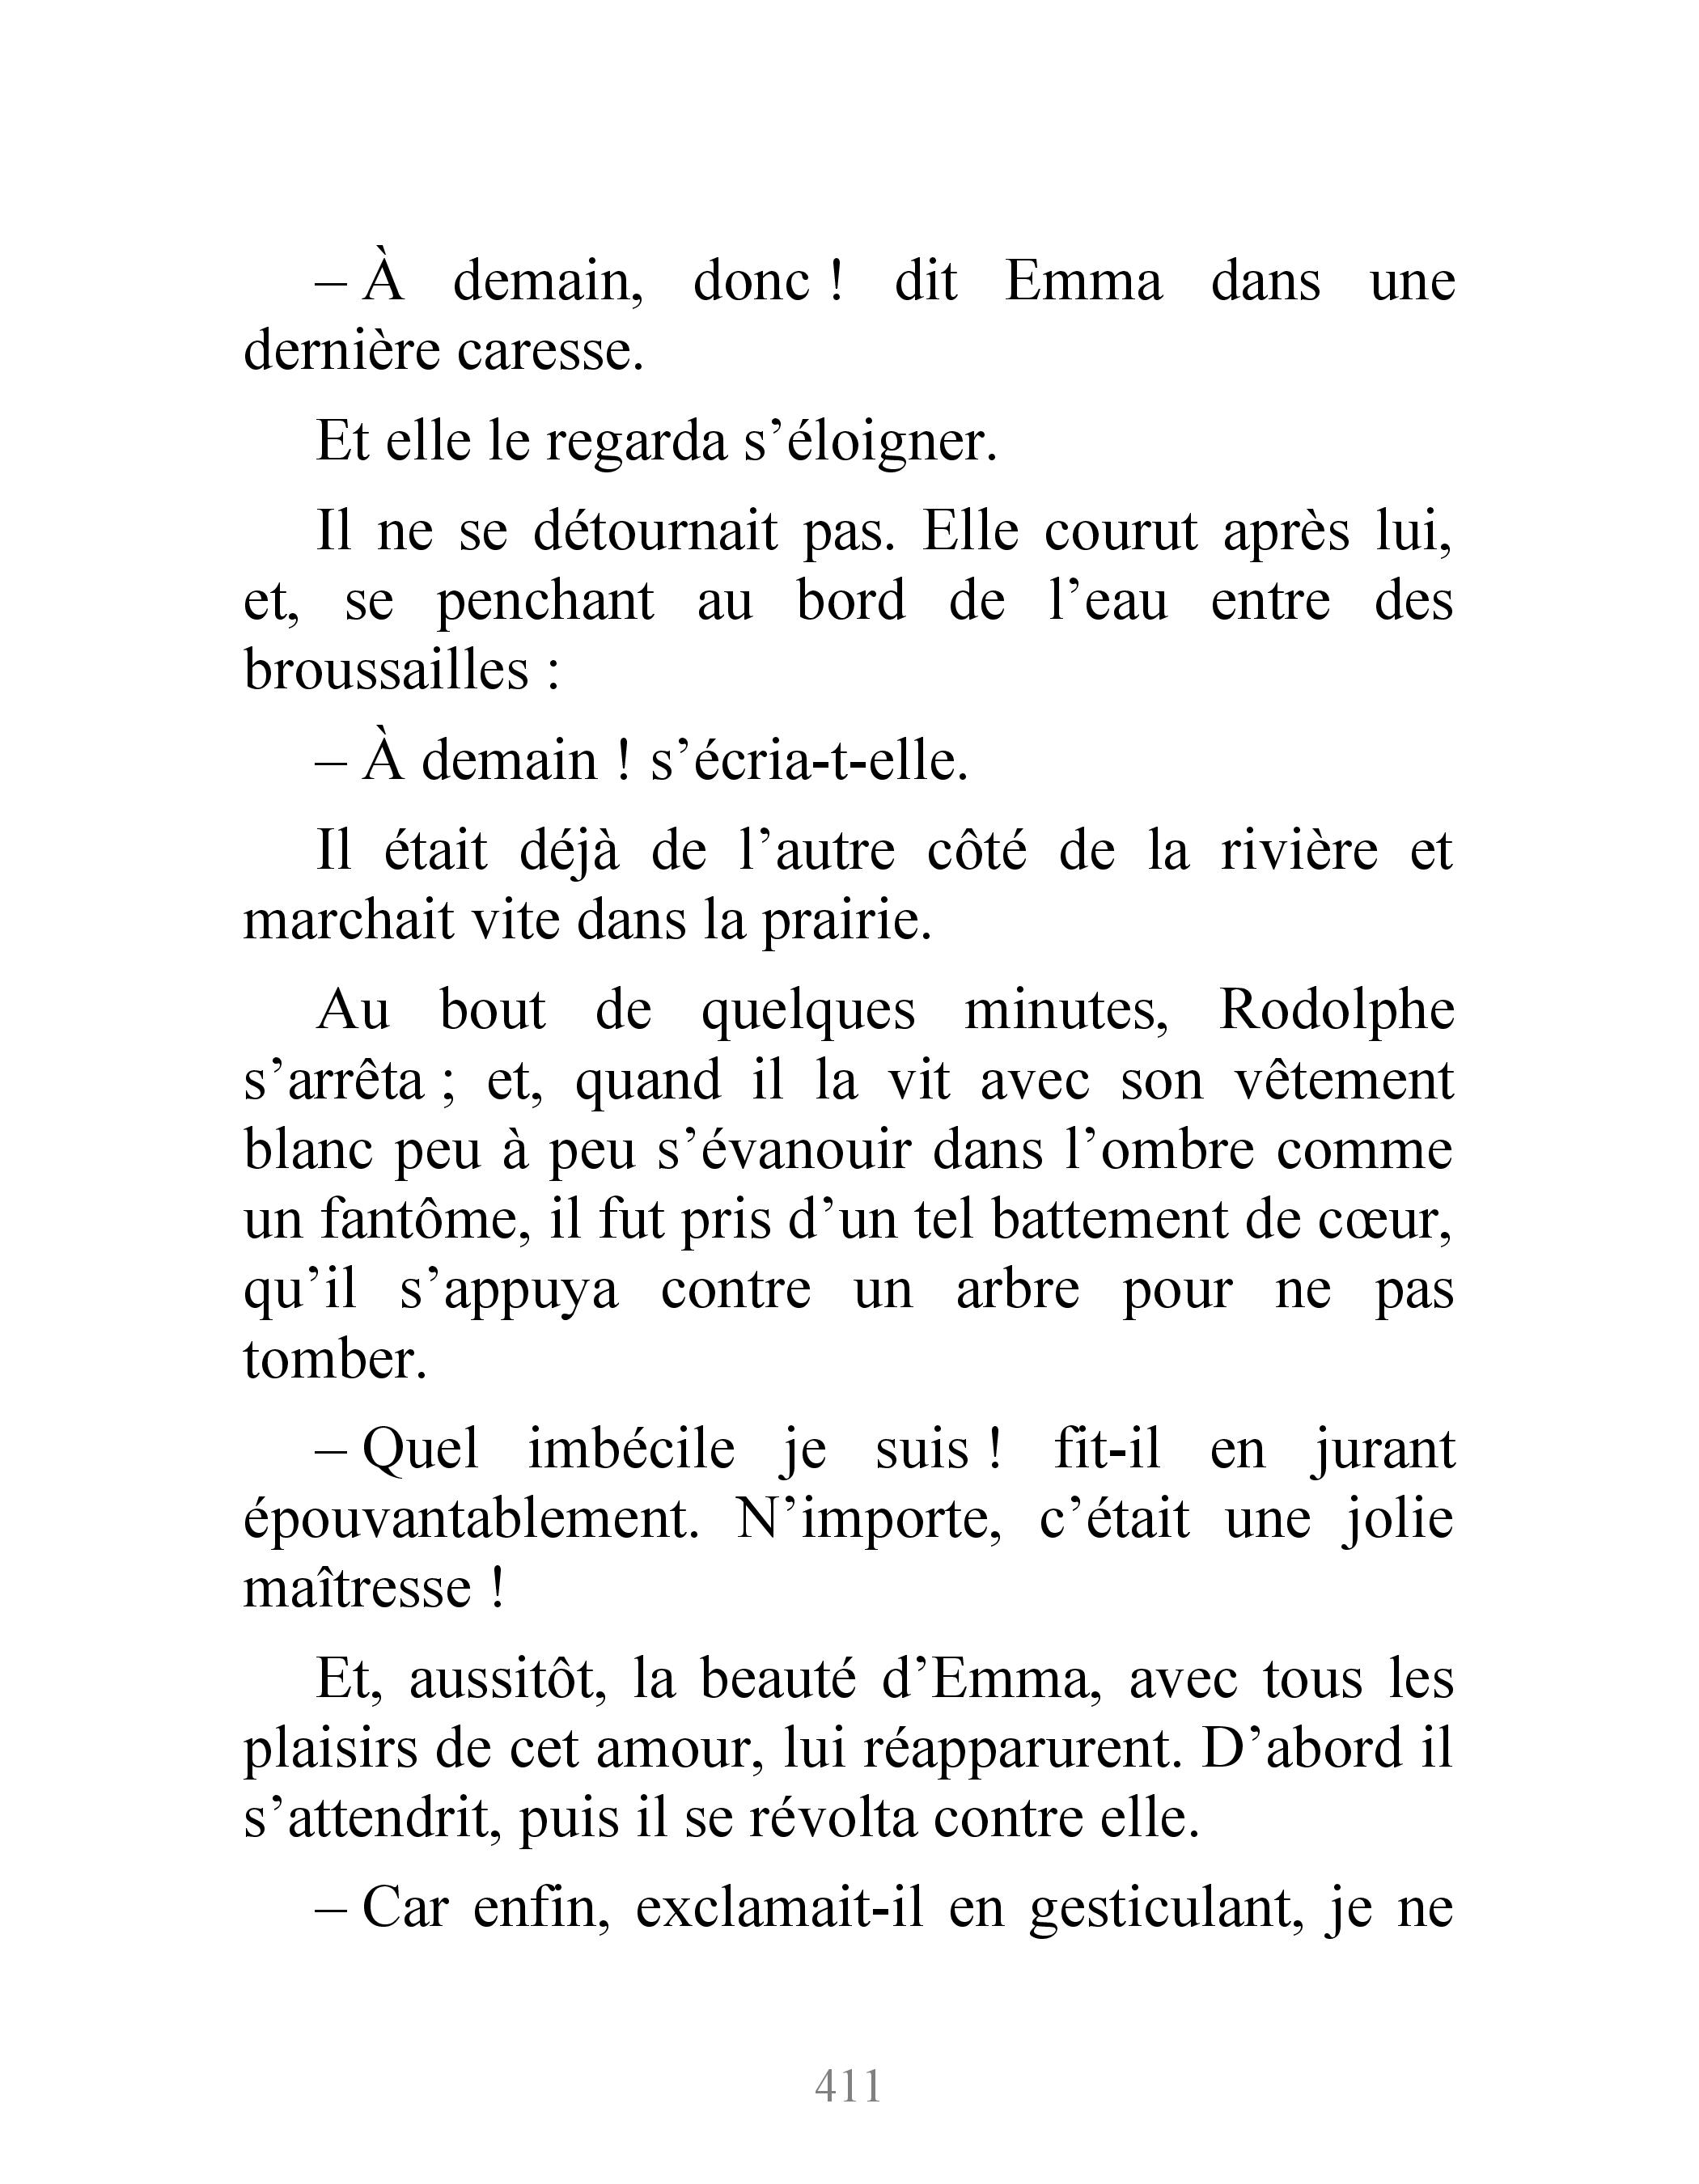 – À demain, donc ! dit Emma dans une
dernière caresse.
Et elle le regarda s’éloigner.
Il ne se détournait pas. Elle courut après lui,
et, se penchant au bord de l’eau entre des
broussailles :
– À demain ! s’écria-t-elle.
Il était déjà de l’autre côté de la rivière et
marchait vite dans la prairie.
Au bout de quelques minutes, Rodolphe
s’arrêta ; et, quand il la vit avec son vêtement
blanc peu à peu s’évanouir dans l’ombre comme
un fantôme, il fut pris d’un tel battement de cœur,
qu’il s’appuya contre un arbre pour ne pas
tomber.
– Quel imbécile je suis ! fit-il en jurant
épouvantablement. N’importe, c’était une jolie
maîtresse !
Et, aussitôt, la beauté d’Emma, avec tous les
plaisirs de cet amour, lui réapparurent. D’abord il
s’attendrit, puis il se révolta contre elle.
– Car enfin, exclamait-il en gesticulant, je ne
411